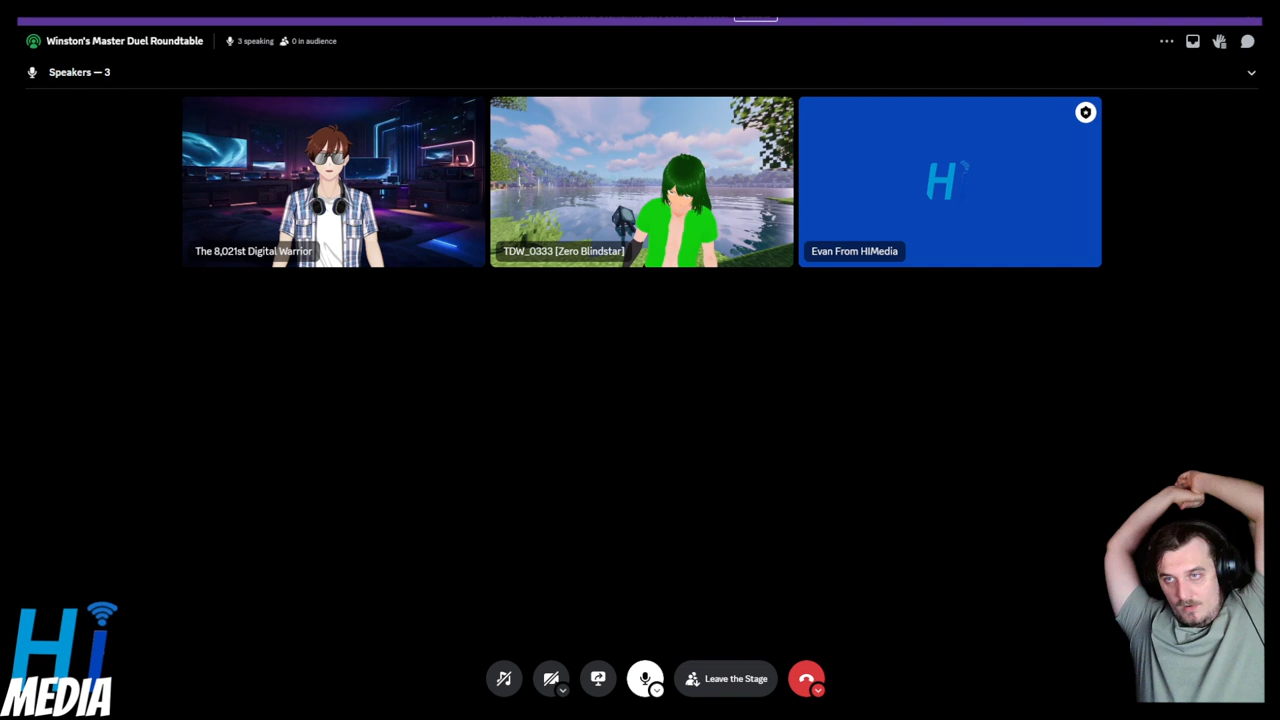 Winston's Master Duel Roundtable
3 speaking
0 in audience
Speakers — 3
The 8,021st Digital Warrior
TDW_0333 [Zero Blindstar]
Hi
Evan From HIMedia
Hi
MEDIA
Leave the Stage